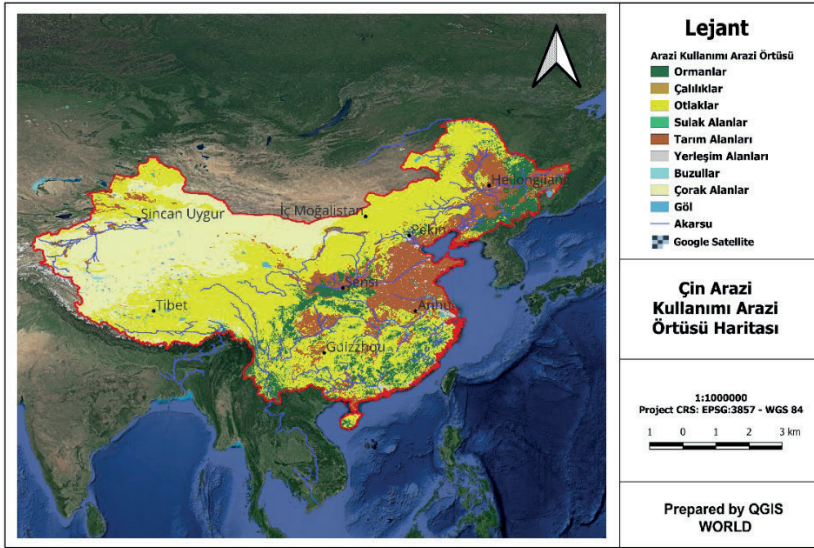 Heilongjiang
Sincan Uygur
İç Moğalistan
Pekin
Şensi
Tibet
Anhu
Guizzhou
Lejant
Arazi Kullanımı Arazi Örtüsü
Ormanlar
Çalılıklar
Otlaklar
Sulak Alanlar
Tarım Alanları
Yerleşim Alanları
Buzullar
Çorak Alanlar
Göl
Akarsu
Google Satellite
Çin Arazi
Kullanımı Arazi
Örtüsü Haritası
1:1000000
Project CRS: EPSG:3857 - WGS 84
1 0 1 2 3 km
Prepared by QGIS
WORLD